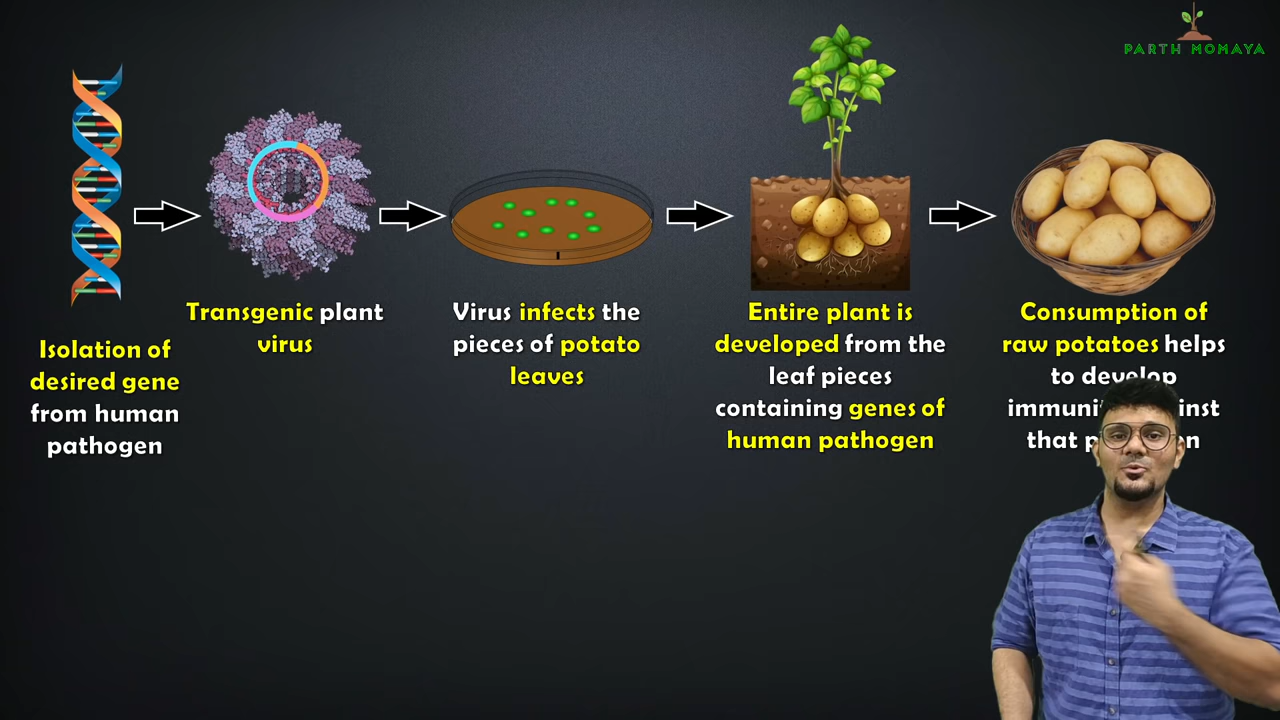 PARTH MOMAYA
Isolation of
desired gene
from human
pathogen
Transgenic plant
virus
Virus infects the
pieces of potato
leaves
Entire plant is
developed from the
leaf pieces
containing genes of
human pathogen
Consumption of
raw potatoes helps
to develop
that